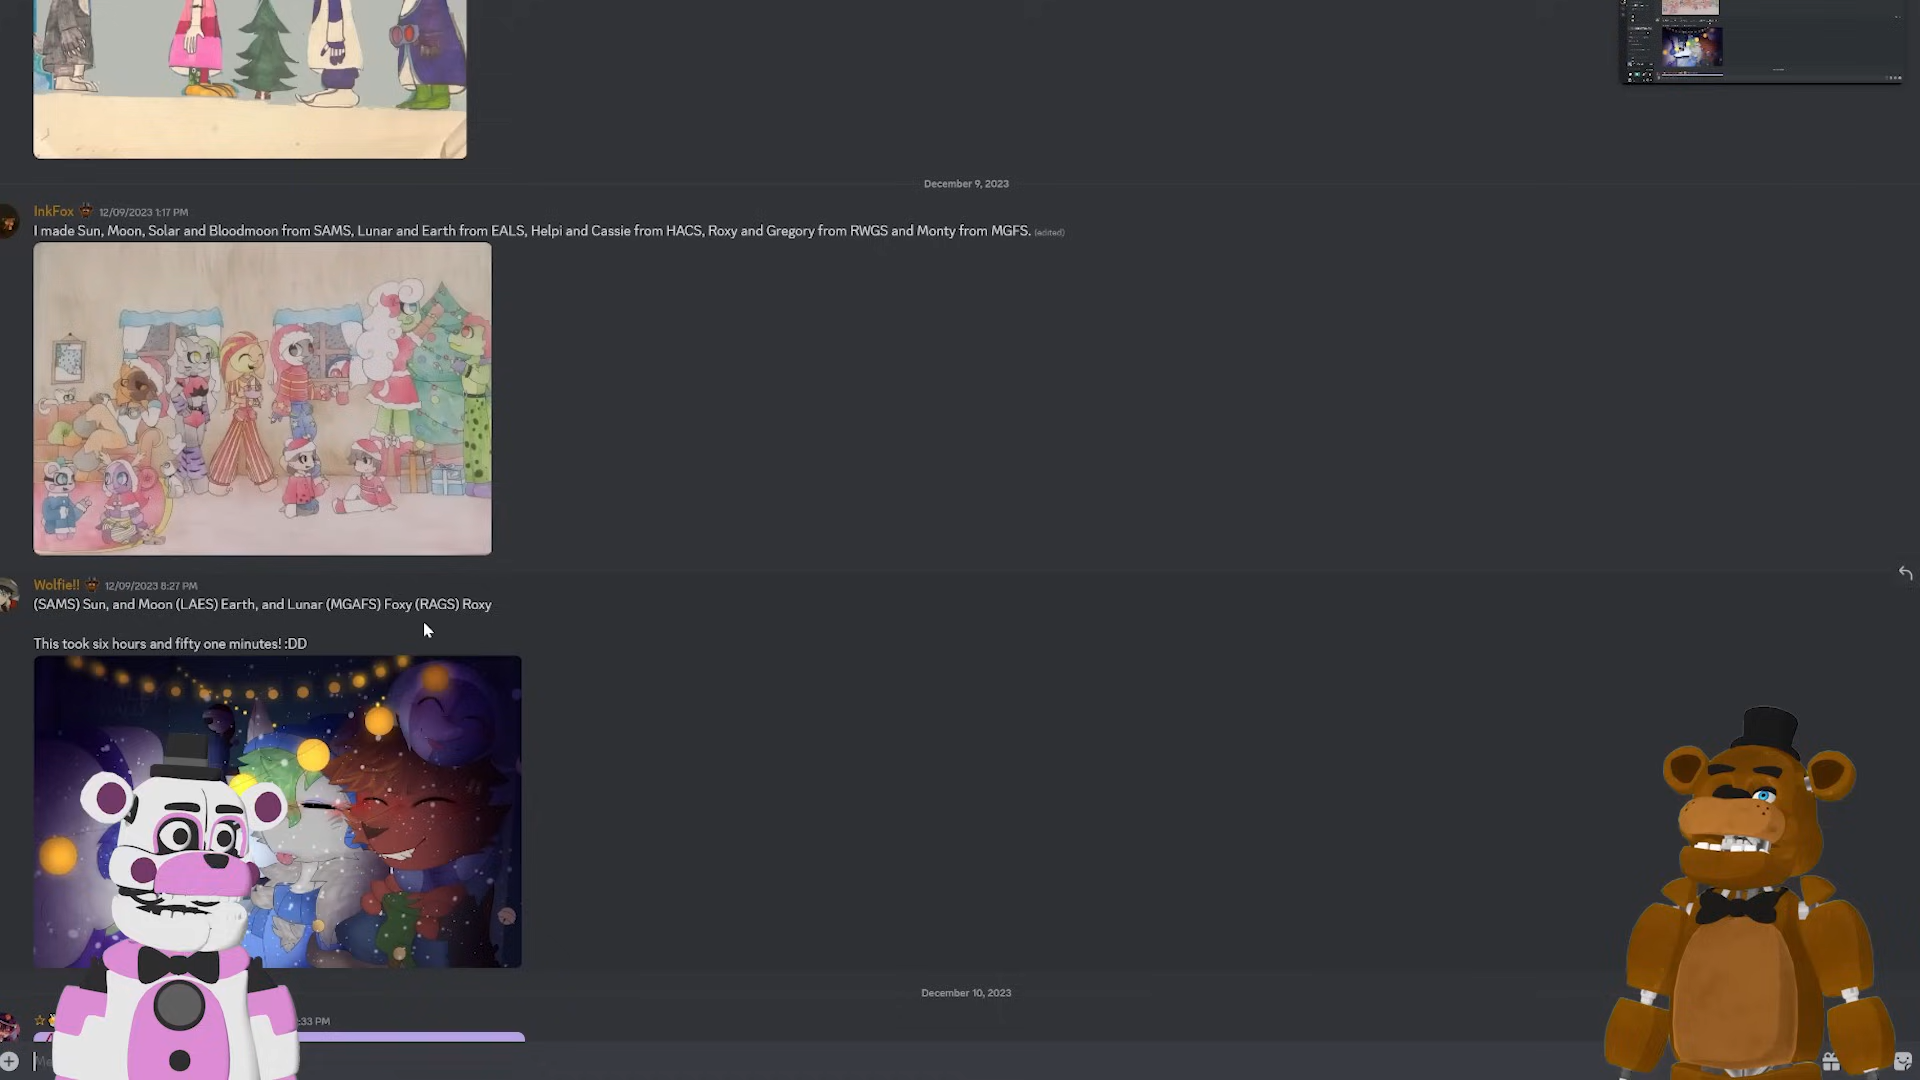 December 9, 2023
InkFox 12/09/2023 1:17 PM
I made Sun, Moon, Solar and Bloodmoon from SAMS, Lunar and Earth from EALS, Helpi and Cassie from HACS, Roxy and Gregory from RWGS and Monty from MGFS. (edited)
Wolfie!! 12/09/2023 8:27 PM
(SAMS) Sun, and Moon (LAES) Earth, and Lunar (MGAFS) Foxy (RAGS) Roxy
This took six hours and fifty one minutes! :DD
December 10, 2023
:33 PM